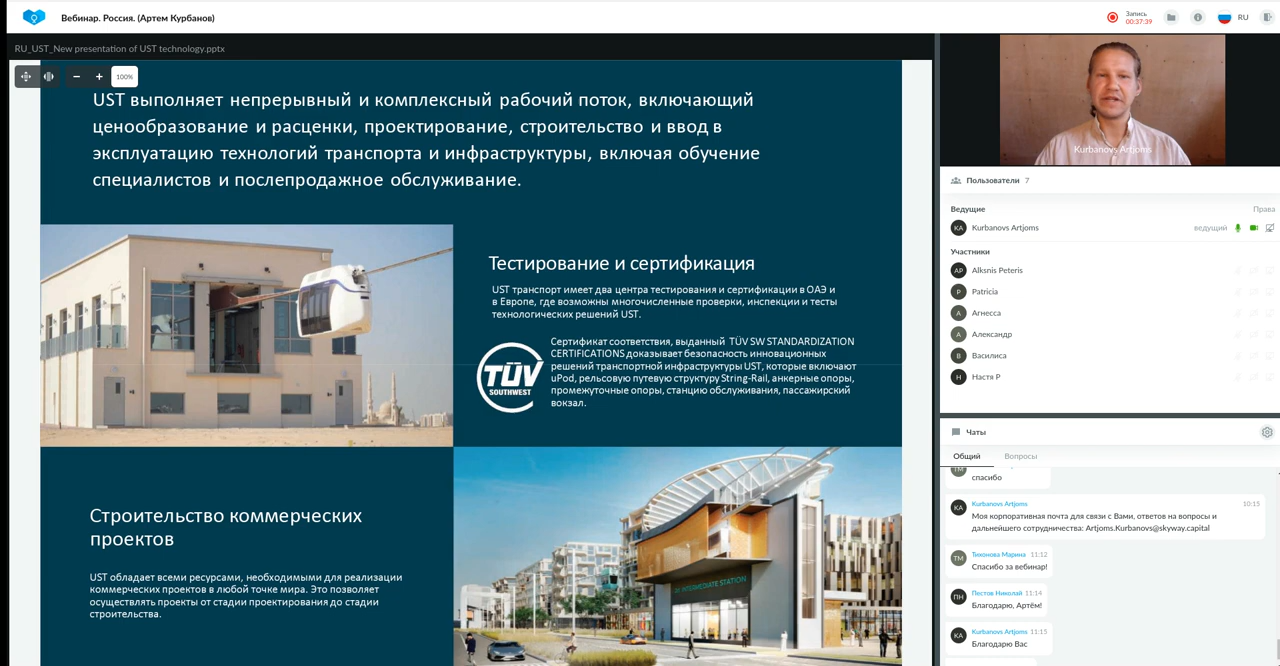 Вебинар. Россия. (Артем Курбанов)
Запись
00:37:39
RU
RU_UST_New presentation of UST technology.pptx
100%
UST выполняет непрерывный и комплексный рабочий поток, включающий
ценообразование и расценки, проектирование, строительство и ввод в
эксплуатацию технологий транспорта и инфраструктуры, включая обучение
специалистов и послепродажное обслуживание.
Тестирование и сертификация
UST транспорт имеет два центра тестирования и сертификации в ОАЭ и
в Европе, где возможны многочисленные проверки, инспекции и тесты
технологических решений UST.
TÜV
SOUTHWEST
Сертификат соответствия, выданный TÜV SW STANDARDIZATION
CERTIFICATIONS доказывает безопасность инновационных
решений транспортной инфраструктуры UST, которые включают
uPod, рельсовую путевую структуру String-Rail, анкерные опоры,
промежуточные опоры, станцию обслуживания, пассажирский
вокзал.
Строительство коммерческих
проектов
UST обладает всеми ресурсами, необходимыми для реализации
коммерческих проектов в любой точке мира. Это позволяет
осуществлять проекты от стадии проектирования до стадии
строительства.
INTERMEDIATE STATION
Kurbanovs Artjoms
Пользователи 7
Ведущие Права
KA Kurbanovs Artjoms ведущий
Участники
AP Alksnis Peteris
P Patricia
А Агнесса
А Александр
В Василиса
Н Настя Р
Чаты
Общий Вопросы
ТМ
спасибо
KA Kurbanovs Artjoms 10:15
Моя корпоративная почта для связи с Вами, ответов на вопросы и
дальнейшего сотрудничества: Artjoms.Kurbanovs@skyway.capital
ТМ Тихонова Марина 11:12
Спасибо за вебинар!
ПН Пестов Николай 11:14
Благодарю, Артём!
KA Kurbanovs Artjoms 11:15
Благодарю Вас